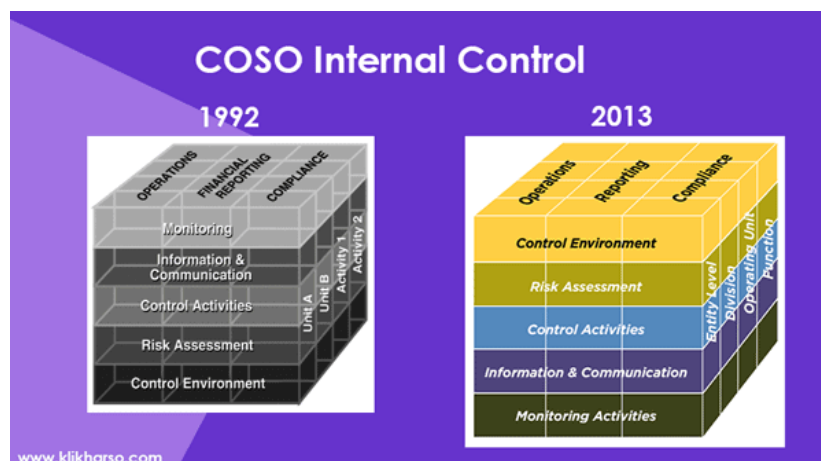 COSO Internal Control
1992
2013
OPERATIONS
FINANCIAL
REPORTING
COMPLIANCE
Monitoring
Information &
Communication
Control Activities
Risk Assessment
Control Environment
Unit A
Unit B
Activity 1
Activity 2
Operations
Reporting
Compliance
Control Environment
Risk Assessment
Control Activities
Information & Communication
Monitoring Activities
Entity Level
Division
Operating Unit
Function
www.klikharso.com